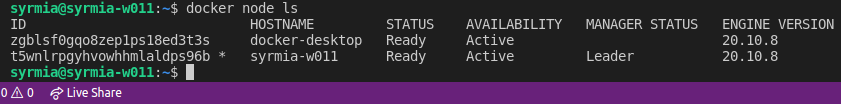 syrmia@syrmia-w011:~$ docker node ls
ID HOSTNAME STATUS AVAILABILITY MANAGER STATUS ENGINE VERSION
zgblsf0gqo8zep1ps18ed3t3s docker-desktop Ready Active 20.10.8
t5wnlrpgyhvowhhmlaldps96b * syrmia-w011 Ready Active Leader 20.10.8
syrmia@syrmia-w011:~$
0 0 Live Share